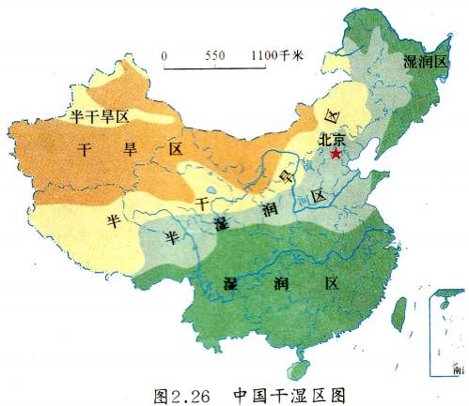 0 550 1100千米
湿润区
半干旱区
干旱区
北京
半干旱区
半湿润区
黄河
湿润区
南
图2.26 中国干湿区图